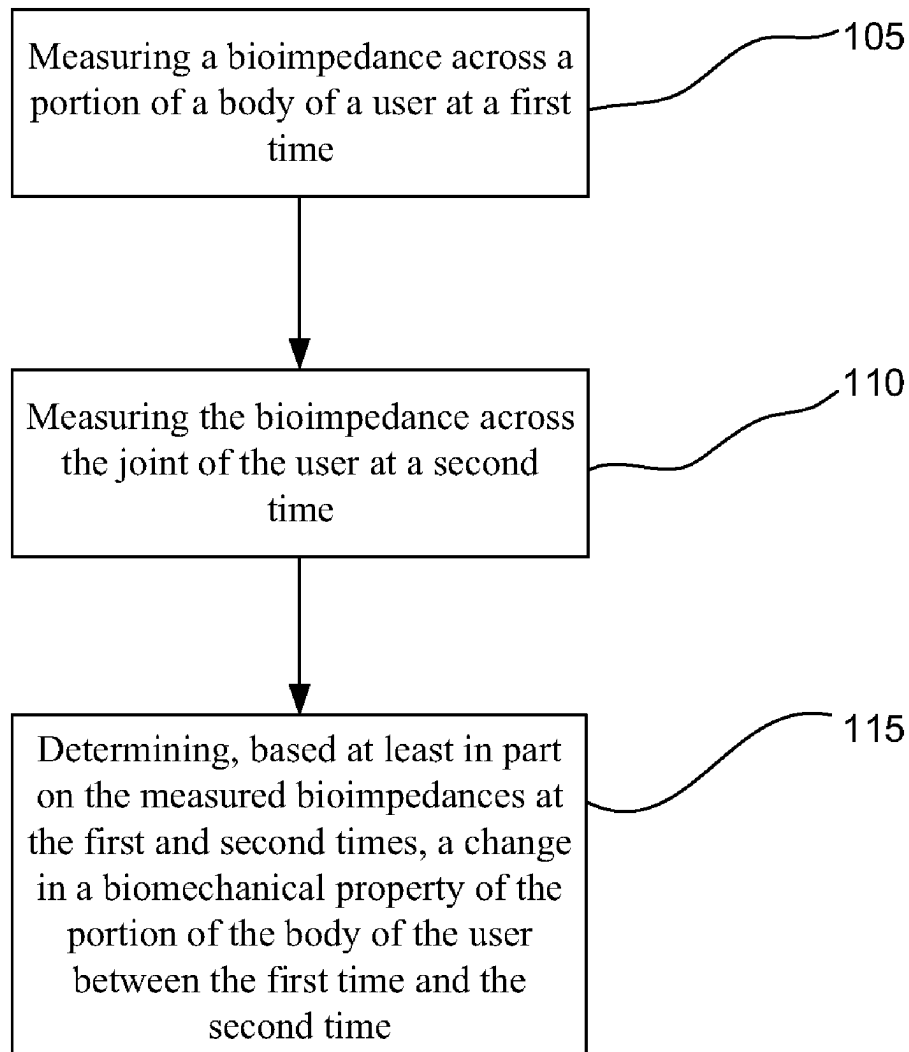 Measuring a bioimpedance across a
portion of a body of a user at a first
time
105
Measuring the bioimpedance across
the joint of the user at a second
time
110
Determining, based at least in part
on the measured bioimpedances at
the first and second times, a change
in a biomechanical property of the
portion of the body of the user
between the first time and the
second time
115